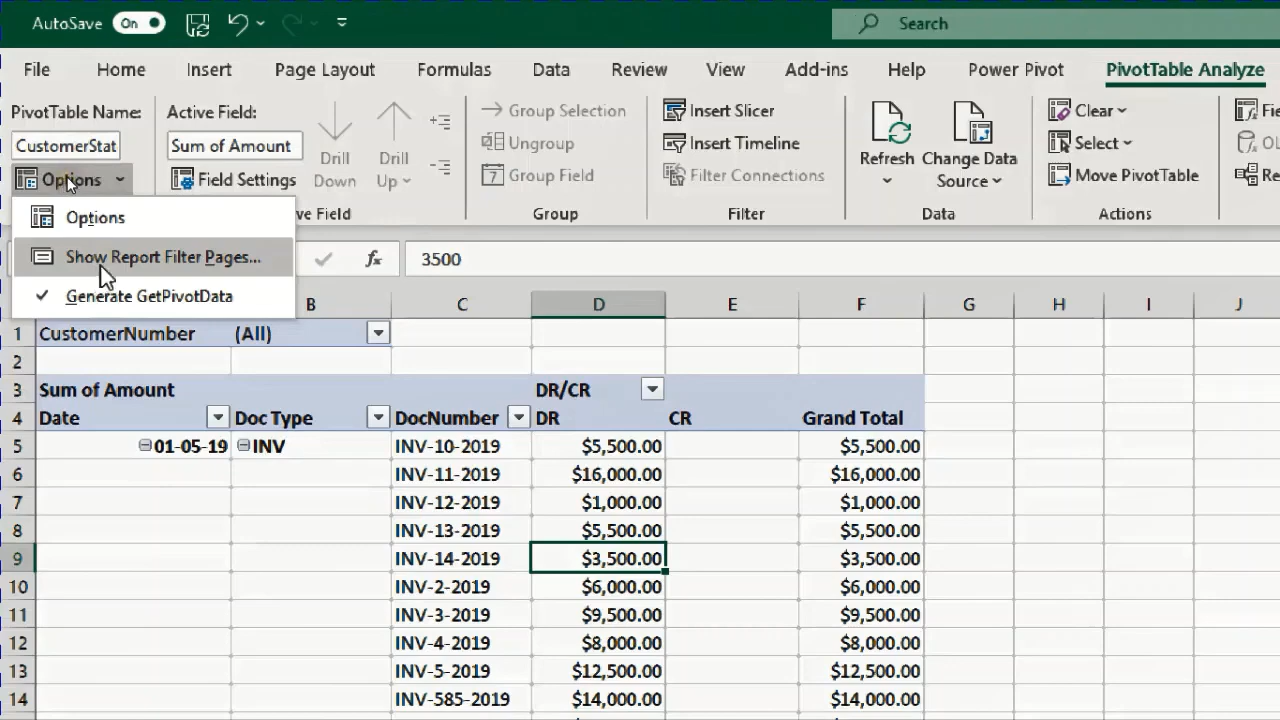 AutoSave On Search
File Home Insert Page Layout Formulas Data Review View Add-ins Help Power Pivot PivotTable Analyze
PivotTable Name:
CustomerStat
Options
Active Field:
Sum of Amount
Field Settings
Drill
Down
Drill
Up
Group Selection
Ungroup
7 Group Field
Group
Insert Slicer
Insert Timeline
Filter Connections
Filter
Refresh
Change Data
Source
Data
Clear
Select
Move PivotTable
Actions
Fie
OL
Re
ve Field
Options
Show Report Filter Pages...
Generate GetPivotData
fx 3500
B C D E F G H I J
1 CustomerNumber (All)
2
3 Sum of Amount DR/CR
4 Date Doc Type DocNumber DR CR Grand Total
5 01-05-19 INV INV-10-2019 $5,500.00 $5,500.00
6 INV-11-2019 $16,000.00 $16,000.00
7 INV-12-2019 $1,000.00 $1,000.00
8 INV-13-2019 $5,500.00 $5,500.00
9 INV-14-2019 $3,500.00 $3,500.00
10 INV-2-2019 $6,000.00 $6,000.00
11 INV-3-2019 $9,500.00 $9,500.00
12 INV-4-2019 $8,000.00 $8,000.00
13 INV-5-2019 $12,500.00 $12,500.00
14 INV-585-2019 $14,000.00 $14,000.00